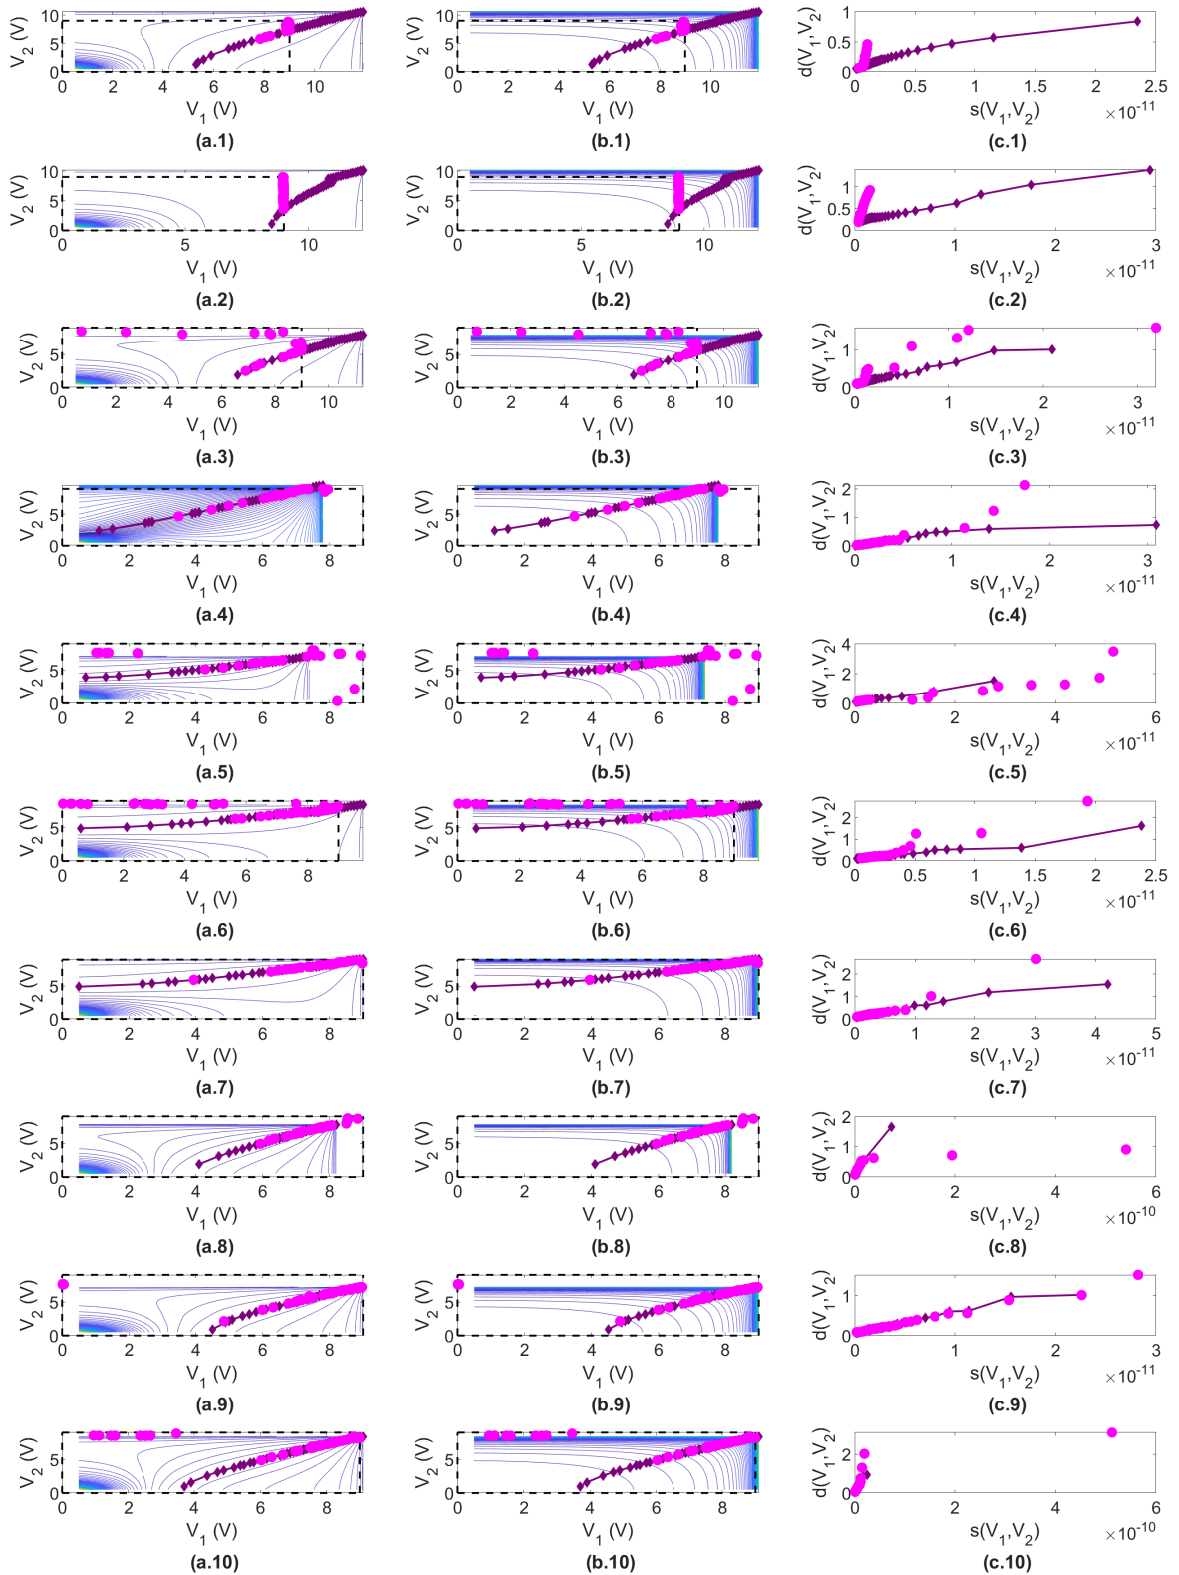 V2 (V) 10 5 0 0 2 4 6 8 10 V1 (V) (a.1)
V2 (V) 10 5 0 0 2 4 6 8 10 V1 (V) (b.1)
d(V1,V2) 1 0.5 0 0 0.5 1 1.5 2 2.5 s(V1,V2) ×10-11 (c.1)
V2 (V) 10 5 0 0 5 10 V1 (V) (a.2)
V2 (V) 10 5 0 0 2 4 6 8 10 V1 (V) (b.2)
d(V1,V2) 1 0.5 0 0 1 2 3 s(V1,V2) ×10-11 (c.2)
V2 (V) 5 0 0 2 4 6 8 10 V1 (V) (a.3)
V2 (V) 5 0 0 2 4 6 8 10 V1 (V) (b.3)
d(V1,V2) 1 0 0 1 2 3 s(V1,V2) ×10-11 (c.3)
V2 (V) 5 0 0 2 4 6 8 V1 (V) (a.4)
V2 (V) 5 0 0 2 4 6 8 V1 (V) (b.4)
d(V1,V2) 2 1 0 0 1 2 3 s(V1,V2) ×10-11 (c.4)
V2 (V) 5 0 0 2 4 6 8 V1 (V) (a.5)
V2 (V) 5 0 0 2 4 6 8 V1 (V) (b.5)
d(V1,V2) 4 2 0 0 2 4 6 s(V1,V2) ×10-11 (c.5)
V2 (V) 5 0 0 2 4 6 8 V1 (V) (a.6)
V2 (V) 5 0 0 2 4 6 8 V1 (V) (b.6)
d(V1,V2) 2 1 0 0 0.5 1 1.5 2 2.5 s(V1,V2) ×10-11 (c.6)
V2 (V) 5 0 0 2 4 6 8 V1 (V) (a.7)
V2 (V) 5 0 0 2 4 6 8 V1 (V) (b.7)
d(V1,V2) 2 1 0 0 1 2 3 4 5 s(V1,V2) ×10-11 (c.7)
V2 (V) 5 0 0 2 4 6 8 V1 (V) (a.8)
V2 (V) 5 0 0 2 4 6 8 V1 (V) (b.8)
d(V1,V2) 2 1 0 0 2 4 6 s(V1,V2) ×10-10 (c.8)
V2 (V) 5 0 0 2 4 6 8 V1 (V) (a.9)
V2 (V) 5 0 0 2 4 6 8 V1 (V) (b.9)
d(V1,V2) 1 0 0 1 2 3 s(V1,V2) ×10-11 (c.9)
V2 (V) 5 0 0 2 4 6 8 V1 (V) (a.10)
V2 (V) 5 0 0 2 4 6 8 V1 (V) (b.10)
d(V1,V2) 2 0 0 2 4 6 s(V1,V2) ×10-10 (c.10)